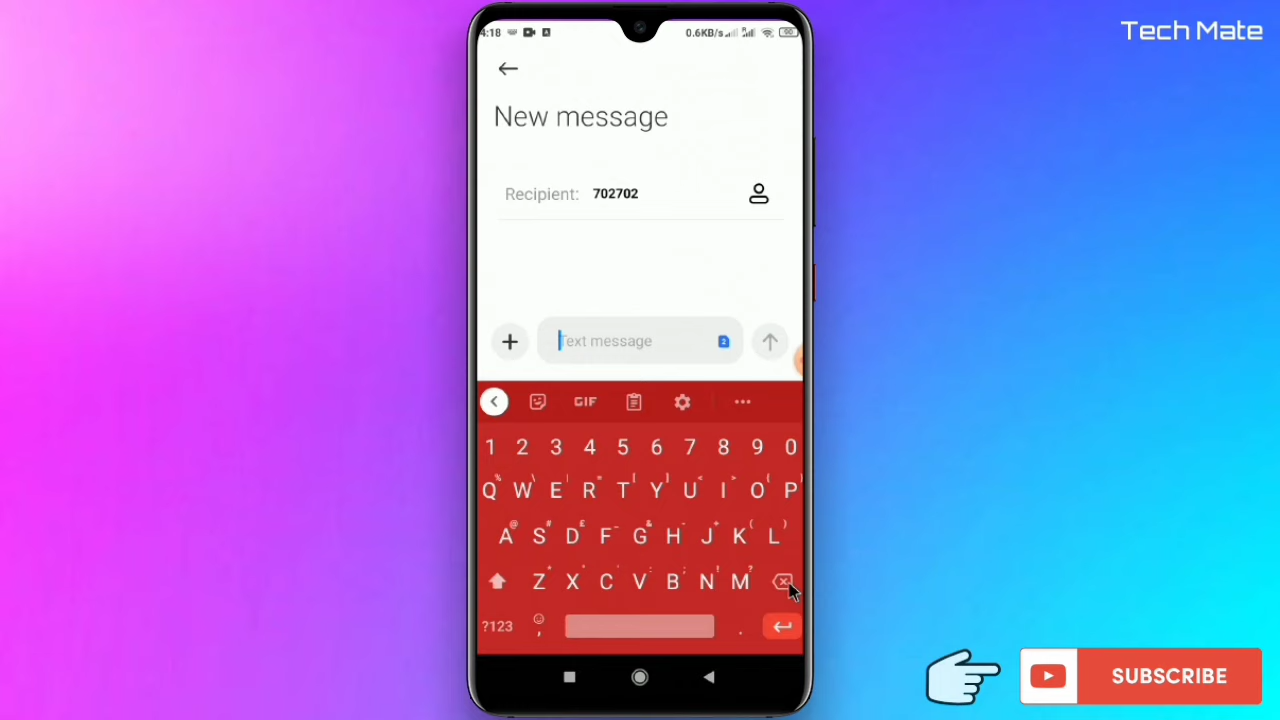 Tech Mate
4:18 0.6KB/s
New message
Recipient: 702702
Text message 2
GIF
1 2 3 4 5 6 7 8 9 0
Q W E R T Y U I O P
A S D F G H J K L
Z X C V B N M
?123 , .
SUBSCRIBE